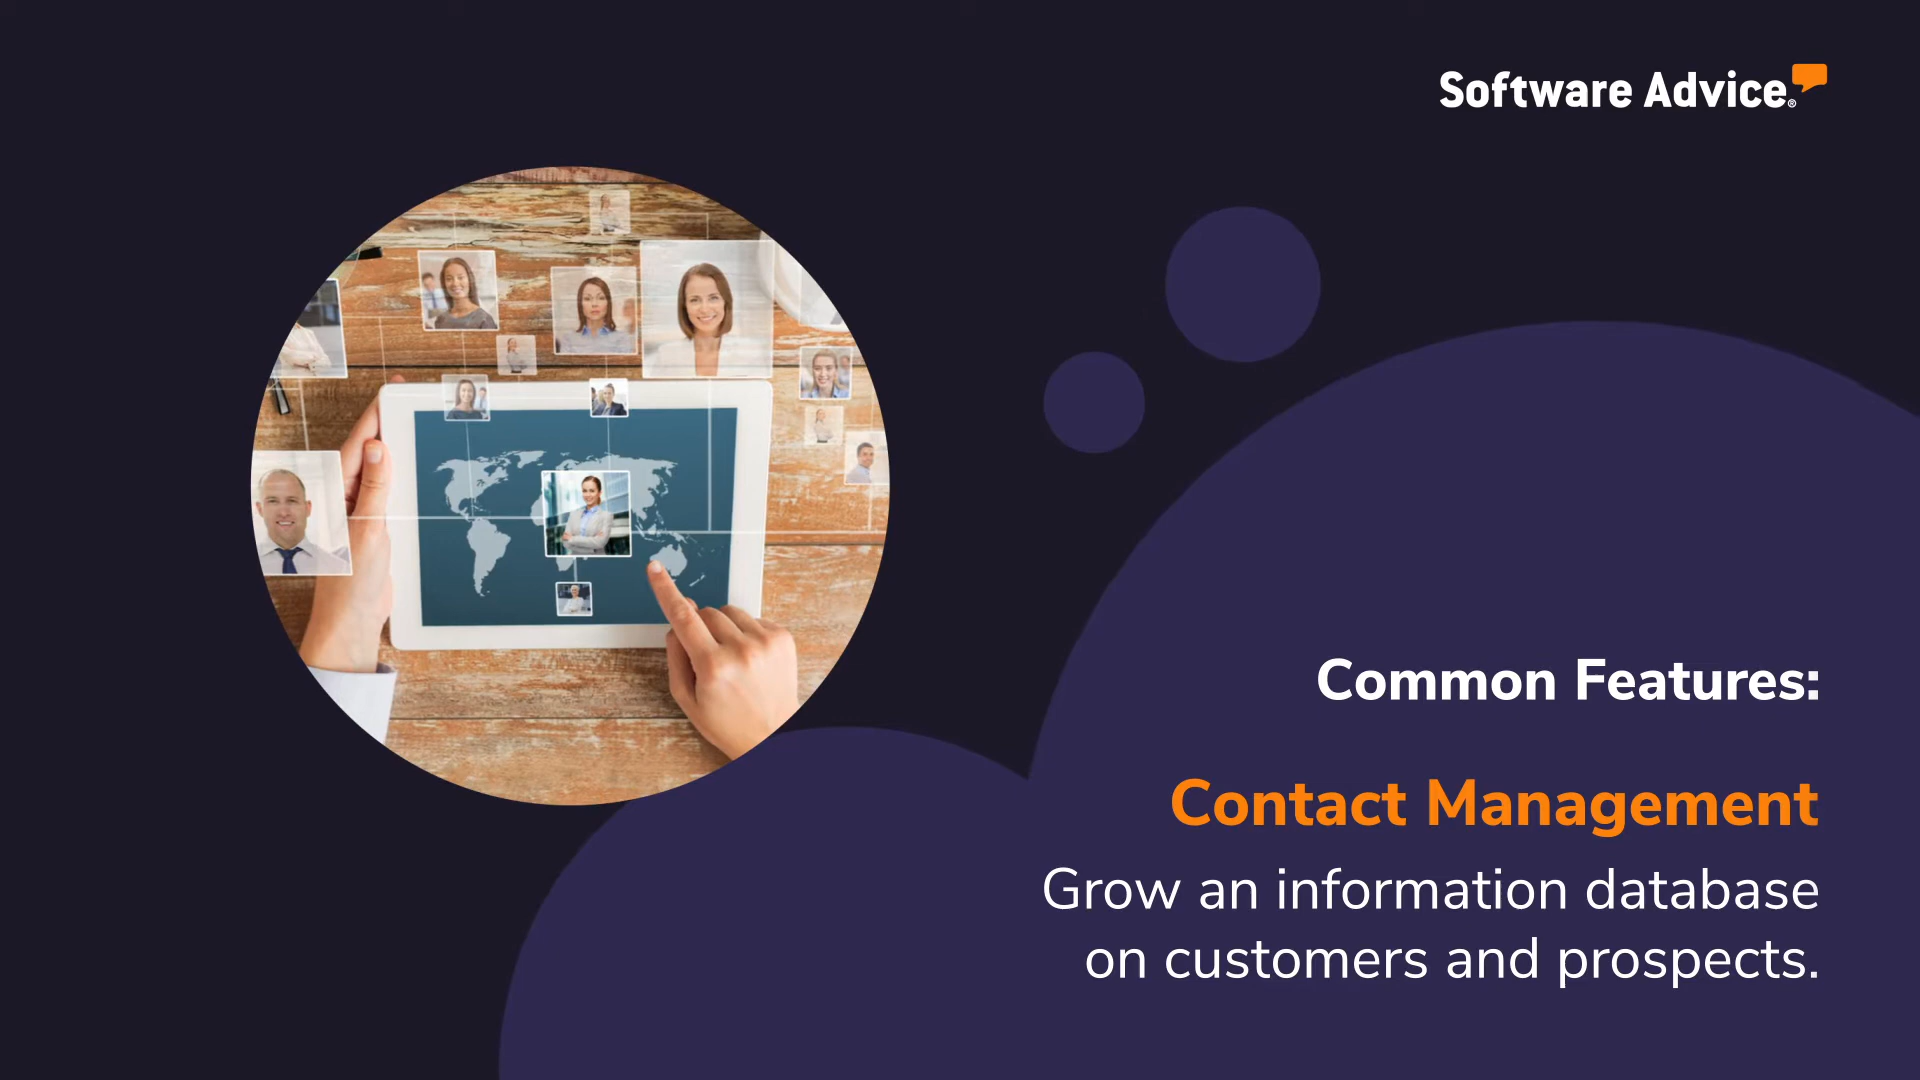 Software Advice®
Common Features:
Contact Management
Grow an information database
on customers and prospects.